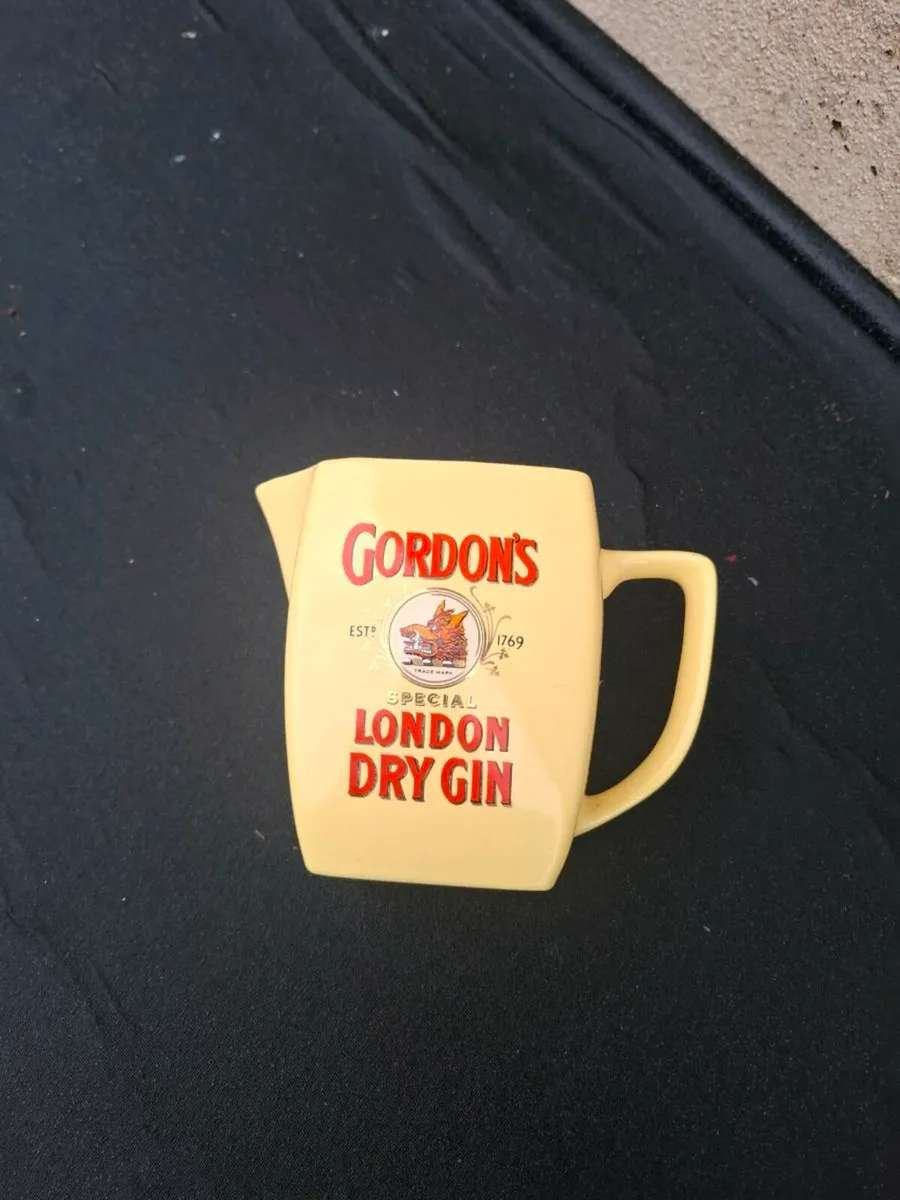 GORDON'S
ESTD 1769
TRADE MARK
SPECIAL
LONDON
DRY GIN